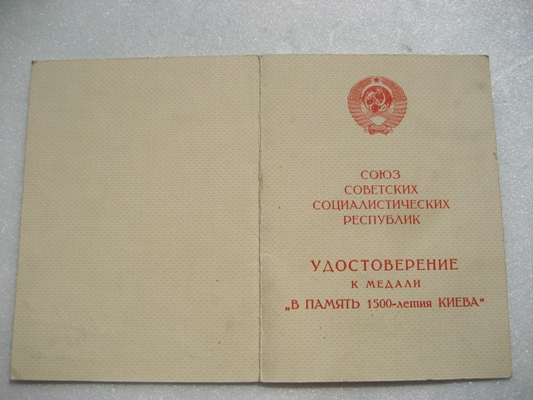 СОЮЗ
СОВЕТСКИХ
СОЦИАЛИСТИЧЕСКИХ
РЕСПУБЛИК
УДОСТОВЕРЕНИЕ
К МЕДАЛИ
„В ПАМЯТЬ 1500-летия КИЕВА“